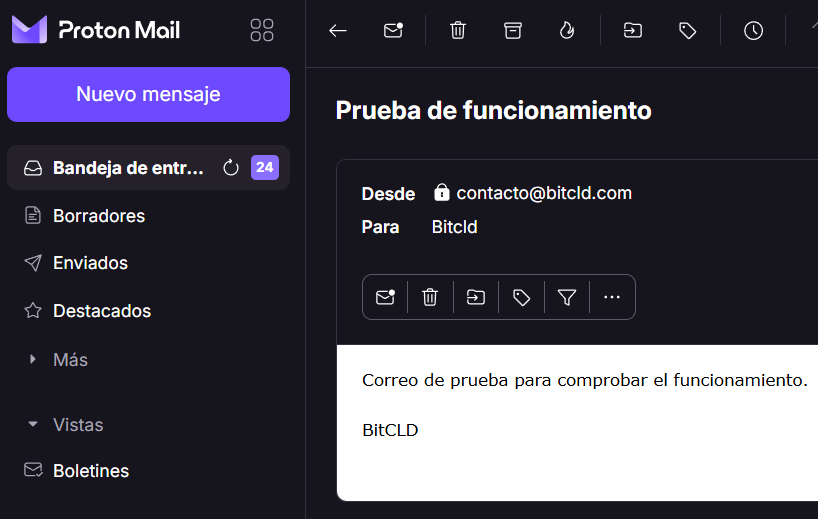 Proton Mail
Nuevo mensaje
Bandeja de entr... 24
Borradores
Enviados
Destacados
Más
Vistas
Boletines
Prueba de funcionamiento
Desde contacto@bitcld.com
Para Bitcld
Correo de prueba para comprobar el funcionamiento.
BitCLD